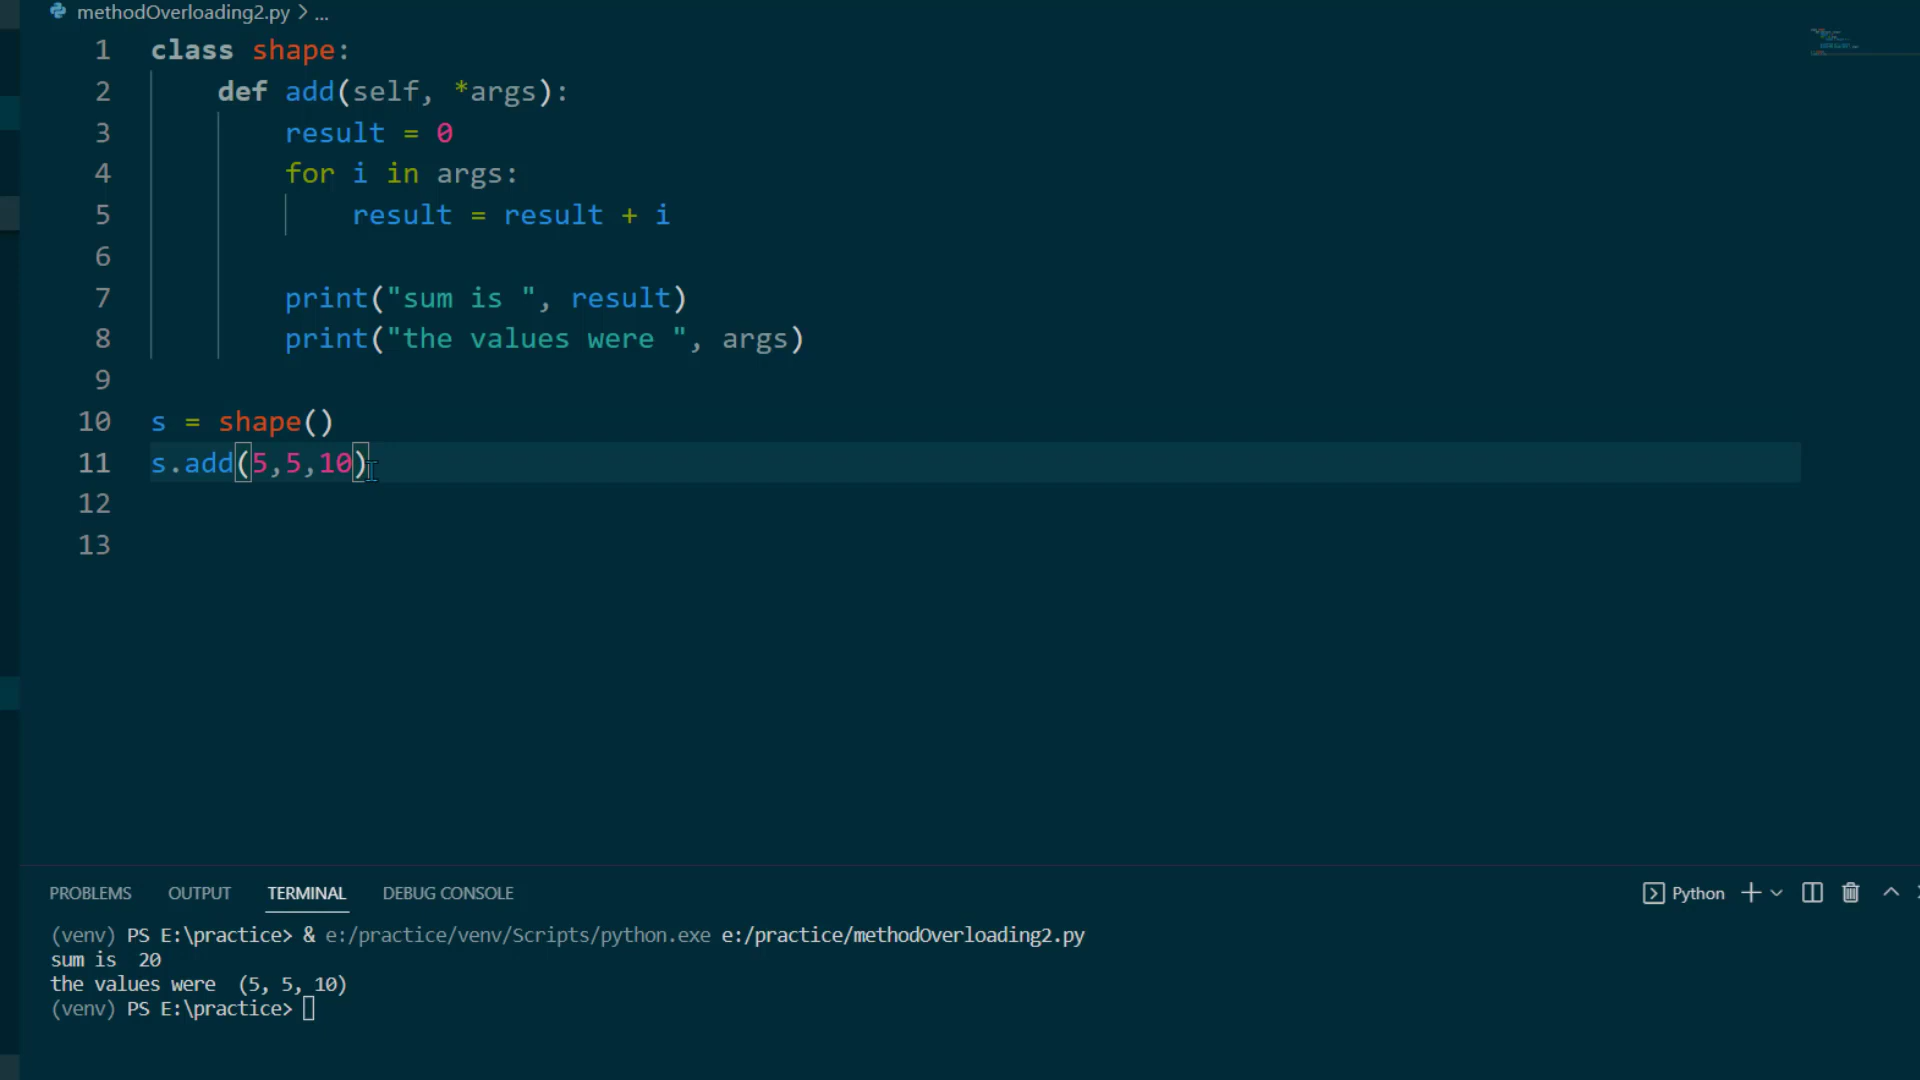 methodOverloading2.py > ...
1 class shape:
2     def add(self, *args):
3         result = 0
4         for i in args:
5             result = result + i
6
7         print("sum is ", result)
8         print("the values were ", args)
9
10 s = shape()
11 s.add(5,5,10)
12
13
PROBLEMS OUTPUT TERMINAL DEBUG CONSOLE Python
(venv) PS E:\practice> & e:/practice/venv/Scripts/python.exe e:/practice/methodOverloading2.py
sum is  20
the values were  (5, 5, 10)
(venv) PS E:\practice>